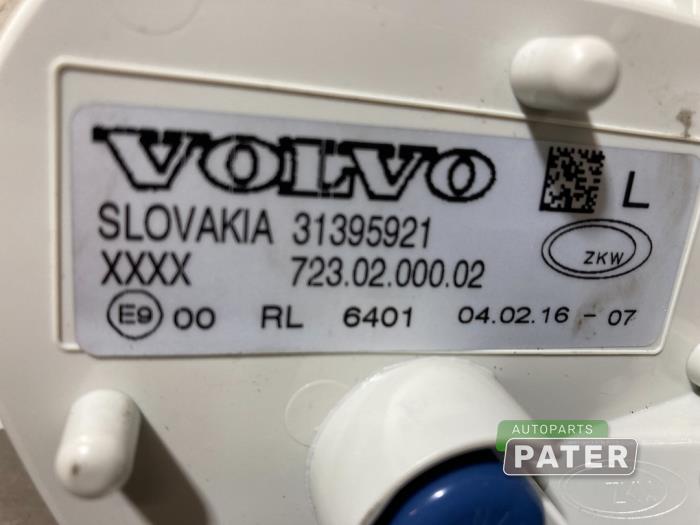 VOLVO
L
SLOVAKIA 31395921
ZKW
XXXX 723.02.000.02
E9 00 RL 6401 04.02.16 - 07
AUTOPARTS
PATER
ZKW